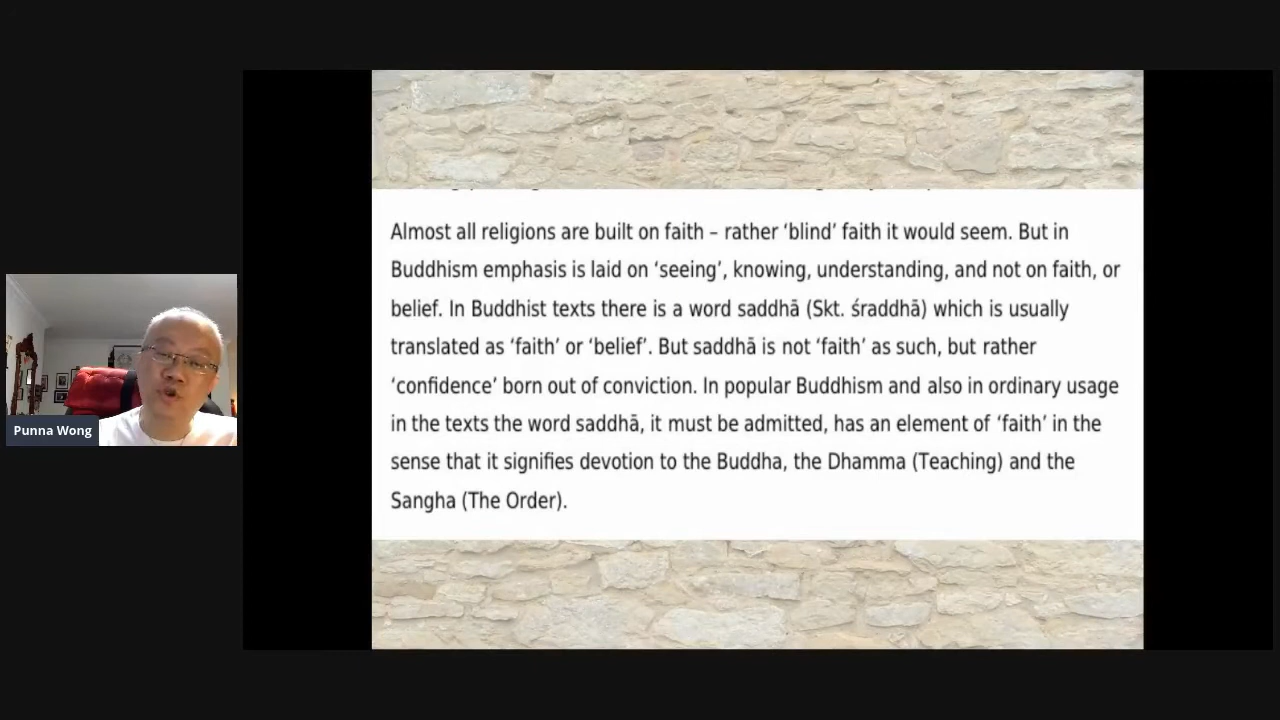 Almost all religions are built on faith – rather ‘blind’ faith it would seem. But in
Buddhism emphasis is laid on ‘seeing’, knowing, understanding, and not on faith, or
belief. In Buddhist texts there is a word saddhā (Skt. śraddhā) which is usually
translated as ‘faith’ or ‘belief’. But saddhā is not ‘faith’ as such, but rather
‘confidence’ born out of conviction. In popular Buddhism and also in ordinary usage
in the texts the word saddhā, it must be admitted, has an element of ‘faith’ in the
sense that it signifies devotion to the Buddha, the Dhamma (Teaching) and the
Sangha (The Order).
Punna Wong